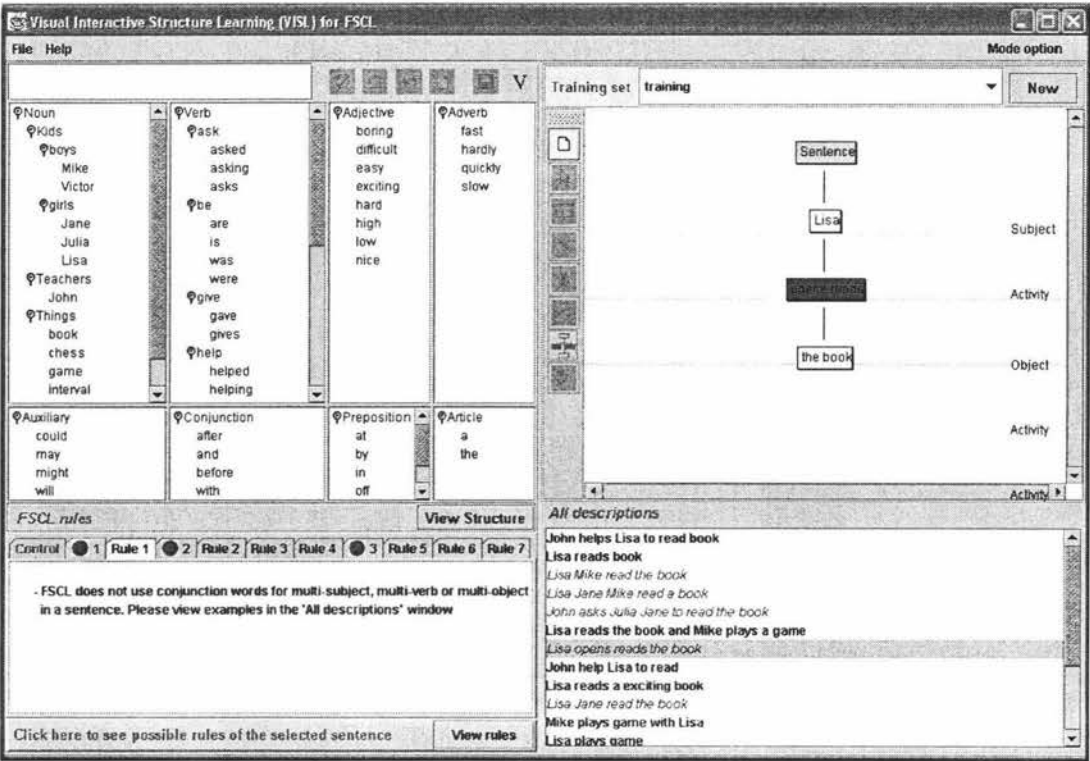 Visual Interactive Structure Learning (VISL) for FSCL
File Help
Mode option
V
Training set training New
Noun
Kids
boys
Mike
Victor
girls
Jane
Julia
Lisa
Teachers
John
Things
book
chess
game
interval
Verb
ask
asked
asking
asks
be
are
is
was
were
give
gave
gives
help
helped
helping
Adjective
boring
difficult
easy
exciting
hard
high
low
nice
Adverb
fast
hardly
quickly
slow
Auxiliary
could
may
might
will
Conjunction
after
and
before
with
Preposition
at
by
in
off
Article
a
the
Sentence
Lisa
Subject
Activity
the book
Object
Activity
Activity
FSCL rules View Structure
Control 1 Rule 1 2 Rule 2 Rule 3 Rule 4 3 Rule 5 Rule 6 Rule 7
- FSCL does not use conjunction words for multi-subject, multi-verb or multi-object
in a sentence. Please view examples in the 'All descriptions' window
Click here to see possible rules of the selected sentence View rules
All descriptions
John helps Lisa to read book
Lisa reads book
Lisa Mike read the book
Lisa Jane Mike read a book
John asks Julia Jane to read the book
Lisa reads the book and Mike plays a game
Lisa opens reads the book
John help Lisa to read
Lisa reads a exciting book
Lisa Jane read the book
Mike plays game with Lisa
Lisa plays game